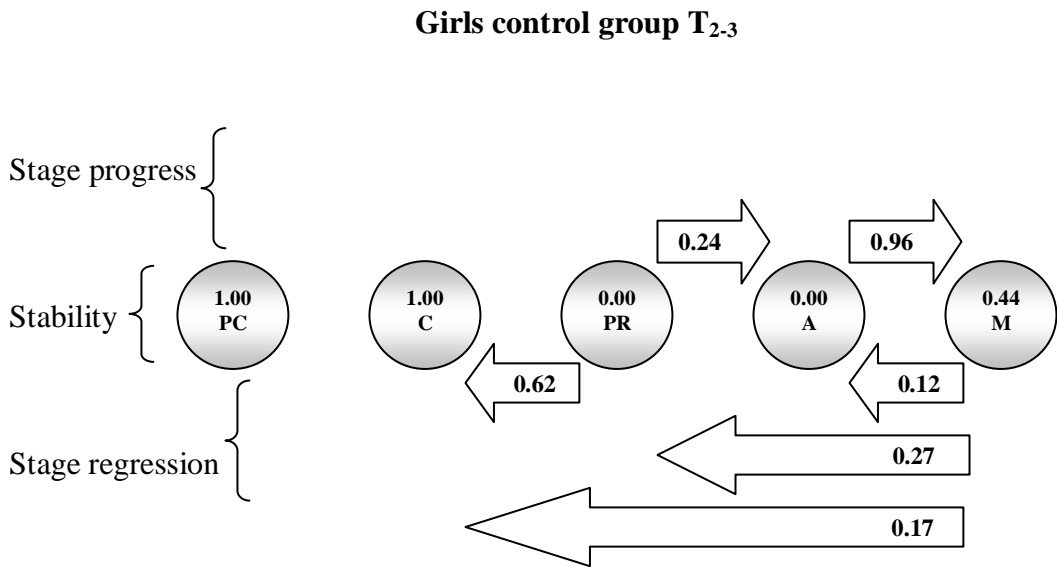 Girls control group T2-3
Stage progress
0.24
0.96
Stability
1.00
PC
1.00
C
0.00
PR
0.00
A
0.44
M
0.62
0.12
Stage regression
0.27
0.17